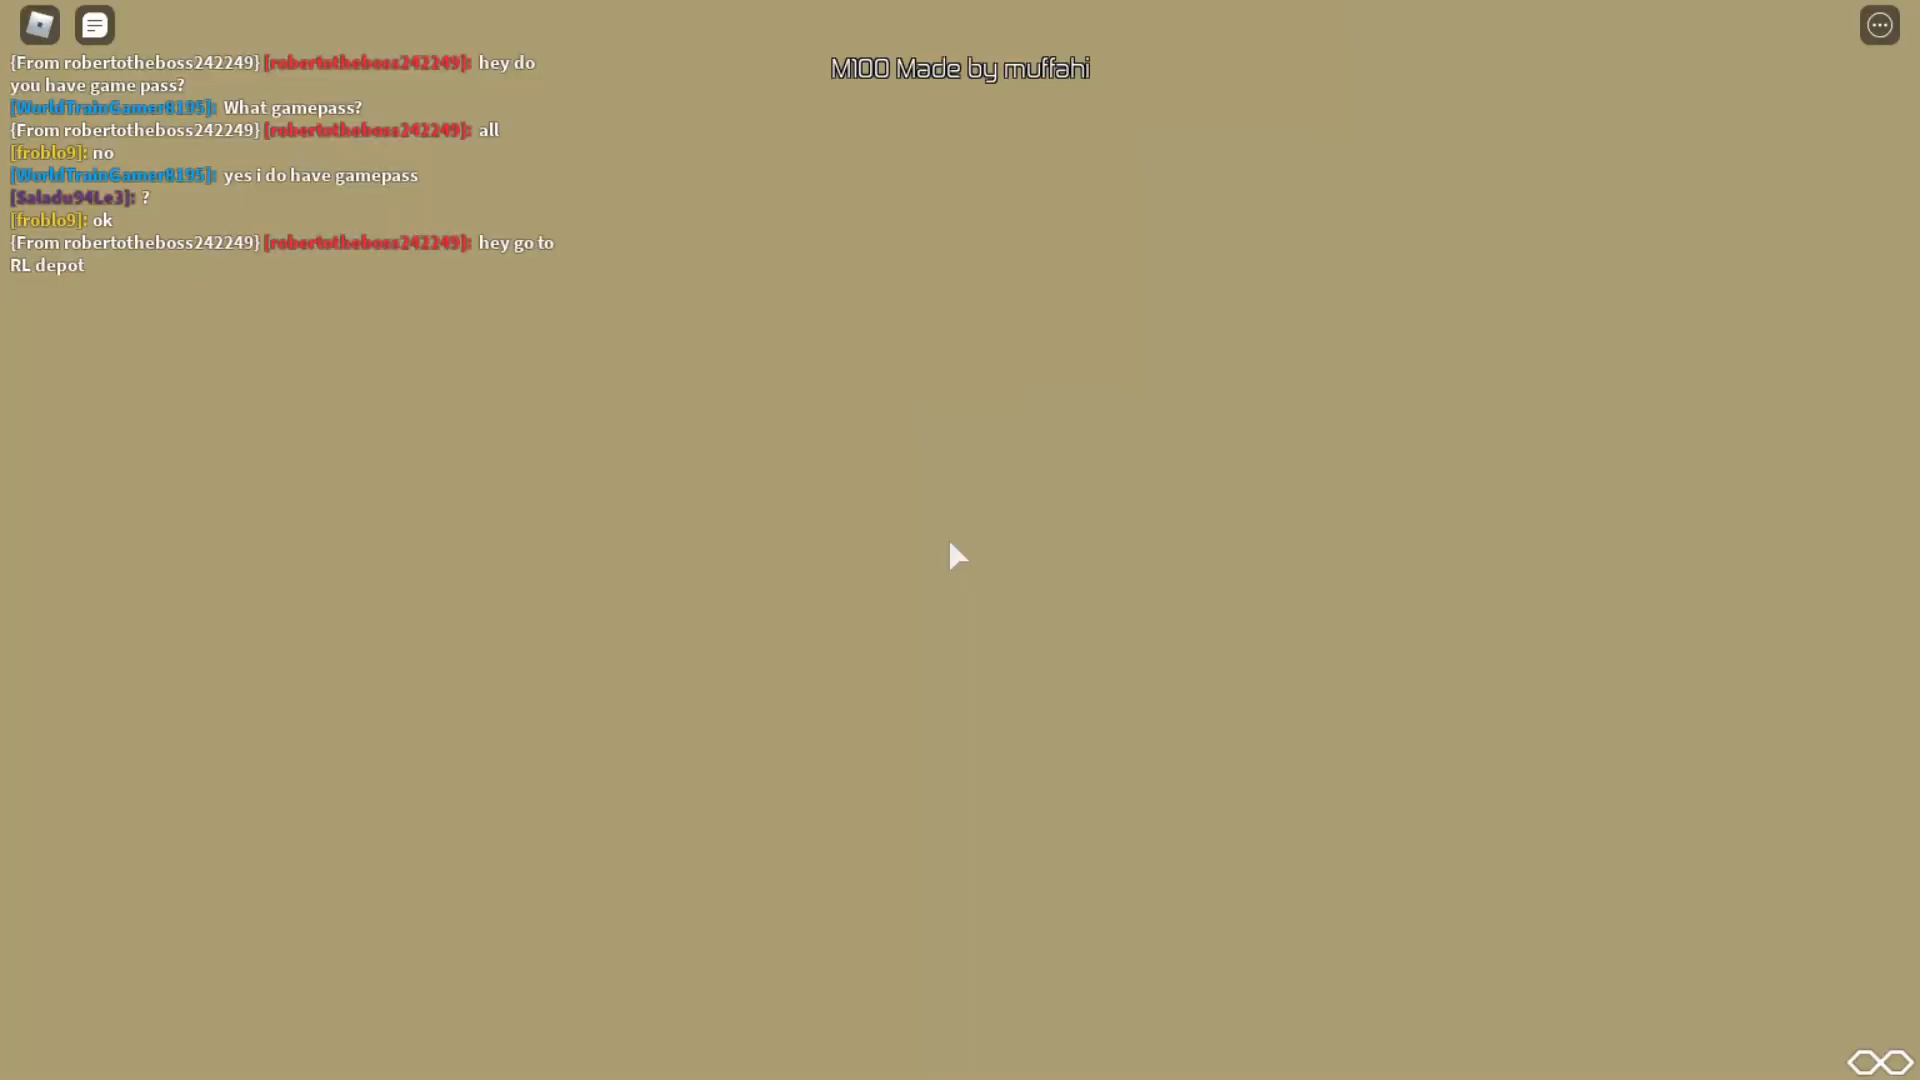 {From robertotheboss242249} [robertotheboss242249]: hey do
you have game pass?
[WorldTrainGamer8195]: What gamepass?
{From robertotheboss242249} [robertotheboss242249]: all
[froblo9]: no
[WorldTrainGamer8195]: yes i do have gamepass
[Saladu94Le3]: ?
[froblo9]: ok
{From robertotheboss242249} [robertotheboss242249]: hey go to
RL depot
M100 Made by muffahi